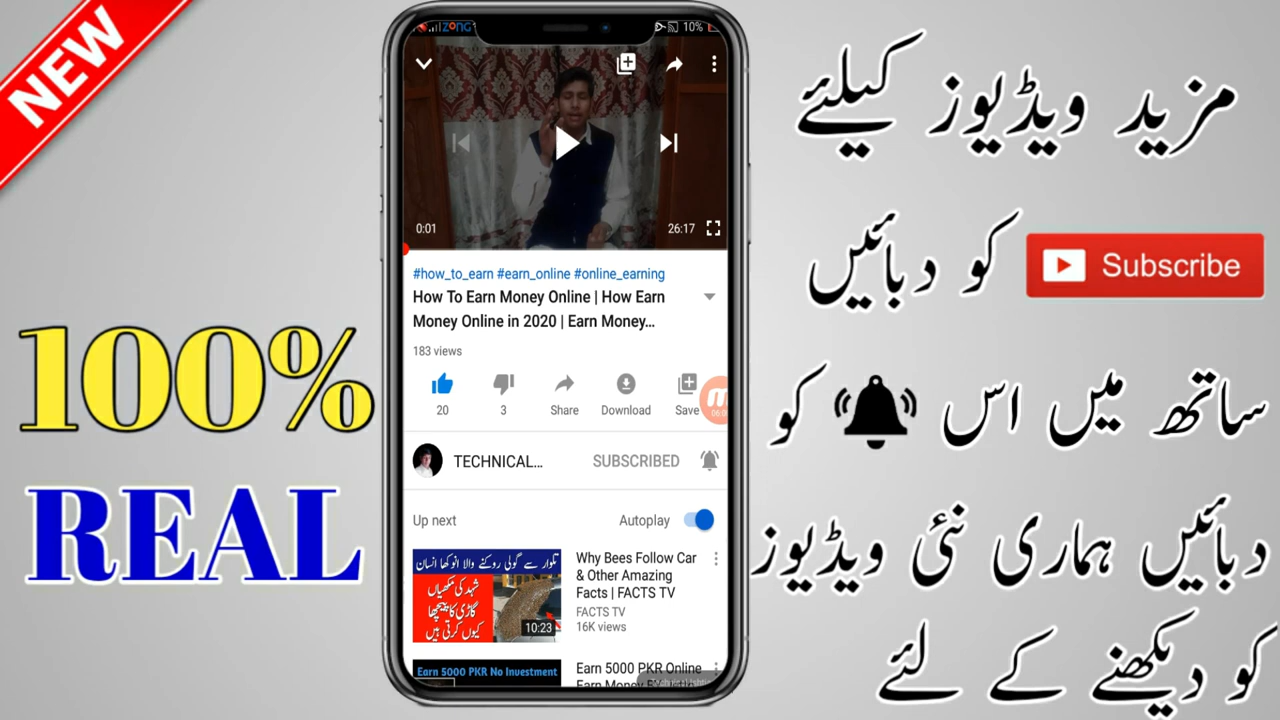 NEW
100%
REAL
ZONG
10%
0:01
26:17
#how_to_earn #earn_online #online_earning
How To Earn Money Online | How Earn
Money Online in 2020 | Earn Money...
183 views
20
3
Share
Download
Save
TECHNICAL...
SUBSCRIBED
Up next
Autoplay
تلوار سے گولی روکنے والا انوکھا انسان
شہد کی مکھیاں
گاڑی کا پیچھا
کیوں کرتی ہیں
10:23
Why Bees Follow Car
& Other Amazing
Facts | FACTS TV
FACTS TV
16K views
Earn 5000 PKR No Investment
Earn 5000 PKR Online
مزید ویڈیوز کیلئے
Subscribe کو دبائیں
ساتھ میں اس کو
دبائیں ہماری نئی ویڈیوز
کو دیکھنے کے لئے